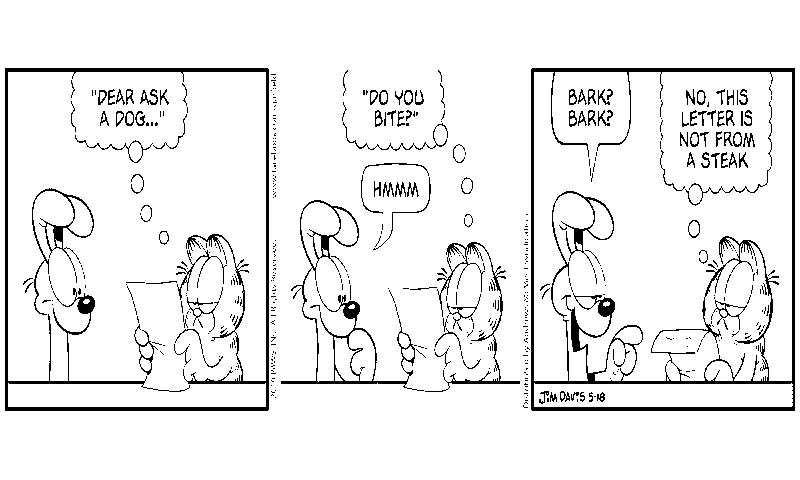 "DEAR ASK
A DOG..."
"DO YOU
BITE?"
HMMM
BARK?
BARK?
NO, THIS
LETTER IS
NOT FROM
A STEAK
JIM DAVIS 5-18